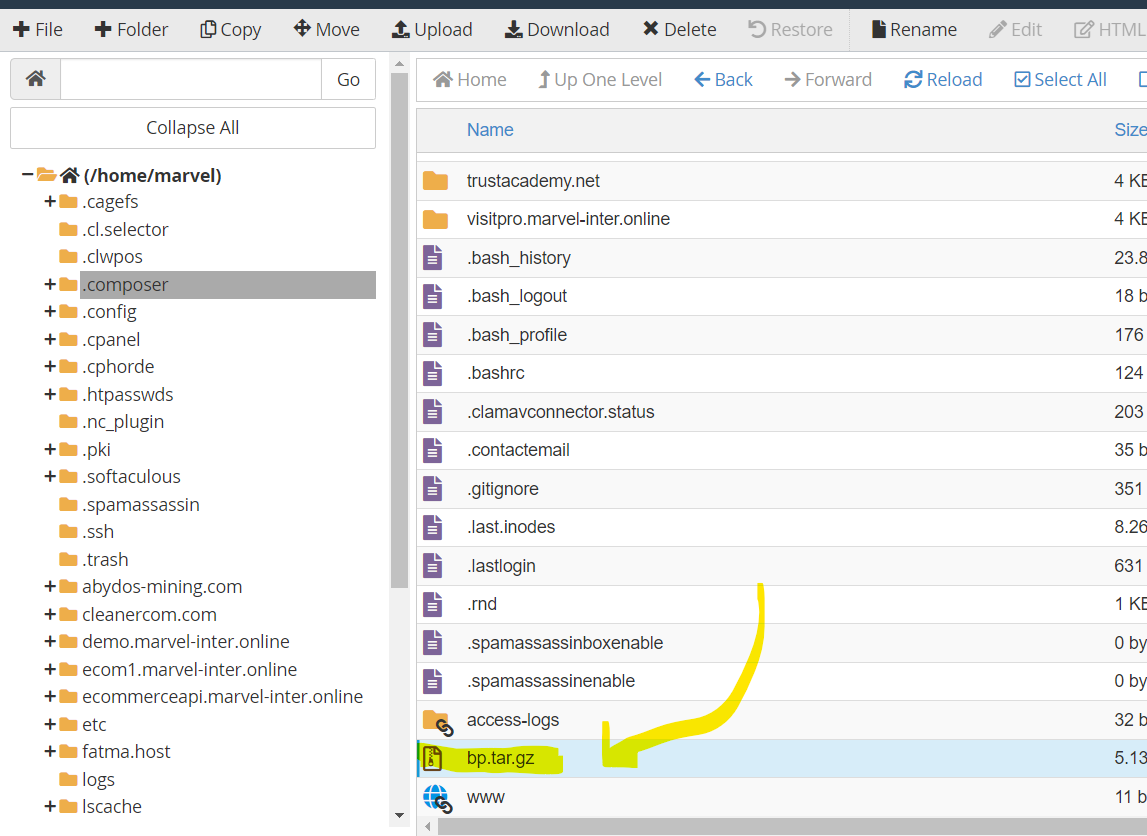 File Folder Copy Move Upload Download Delete Restore Rename Edit HTML
Go
Collapse All
(/home/marvel)
.cagefs
.cl.selector
.clwpos
.composer
.config
.cpanel
.cphorde
.htpasswds
.nc_plugin
.pki
.softaculous
.spamassassin
.ssh
.trash
abydos-mining.com
cleanercom.com
demo.marvel-inter.online
ecom1.marvel-inter.online
ecommerceapi.marvel-inter.online
etc
fatma.host
logs
lscache
Home Up One Level Back Forward Reload Select All
Name Size
trustacademy.net 4 KB
visitpro.marvel-inter.online 4 KB
.bash_history 23.8
.bash_logout 18 b
.bash_profile 176
.bashrc 124
.clamavconnector.status 203
.contactemail 35 b
.gitignore 351
.last.inodes 8.26
.lastlogin 631
.rnd 1 KB
.spamassassinboxenable 0 by
.spamassassinenable 0 by
access-logs 32 b
bp.tar.gz 5.13
www 11 b